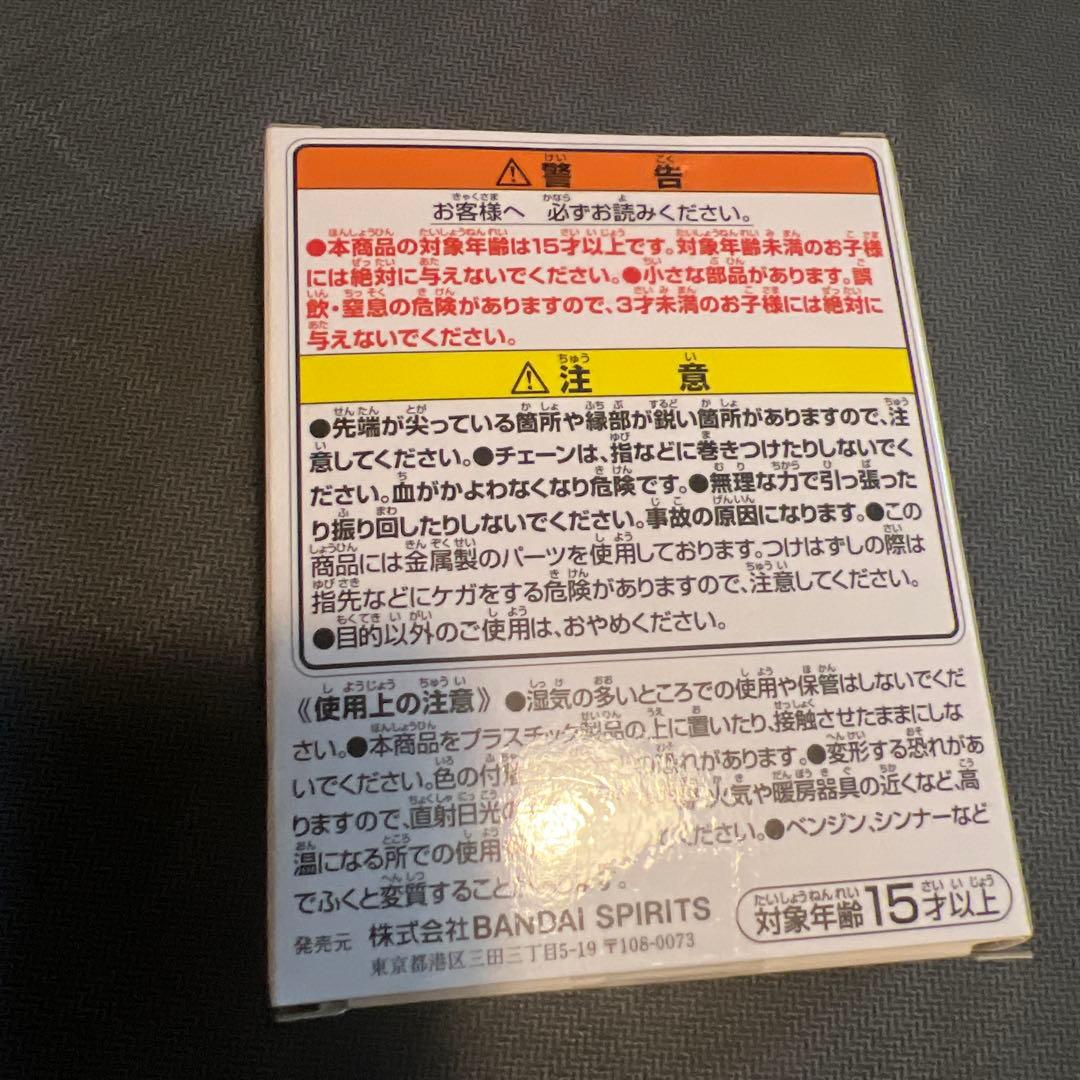 ⚠警告
お客様へ 必ずお読みください。
●本商品の対象年齢は15才以上です。対象年齢未満のお子様
には絶対に与えないでください。●小さな部品があります。誤
飲・窒息の危険がありますので、3才未満のお子様には絶対に
与えないでください。
⚠注意
●先端が尖っている箇所や縁部が鋭い箇所がありますので、注
意してください。●チェーンは、指などに巻きつけたりしないでく
ださい。血がかよわなくなり危険です。●無理な力で引っ張った
り振り回したりしないでください。事故の原因になります。●この
商品には金属製のパーツを使用しております。つけはずしの際は
指先などにケガをする危険がありますので、注意してください。
●目的以外のご使用は、おやめください。
《使用上の注意》●湿気の多いところでの使用や保管はしないでくだ
さい。●本商品をプラスチック製品の上に置いたり、接触させたままにしな
いでください。色の付 恐れがあります。●変形する恐れがあ
りますので、直射日光の 火気や暖房器具の近くなど、高
温になる所での使用 ください。●ベンジン、シンナーなど
でふくと変質すること ます。
発売元 株式会社BANDAI SPIRITS
東京都港区三田三丁目5-19 〒108-0073
対象年齢15才以上